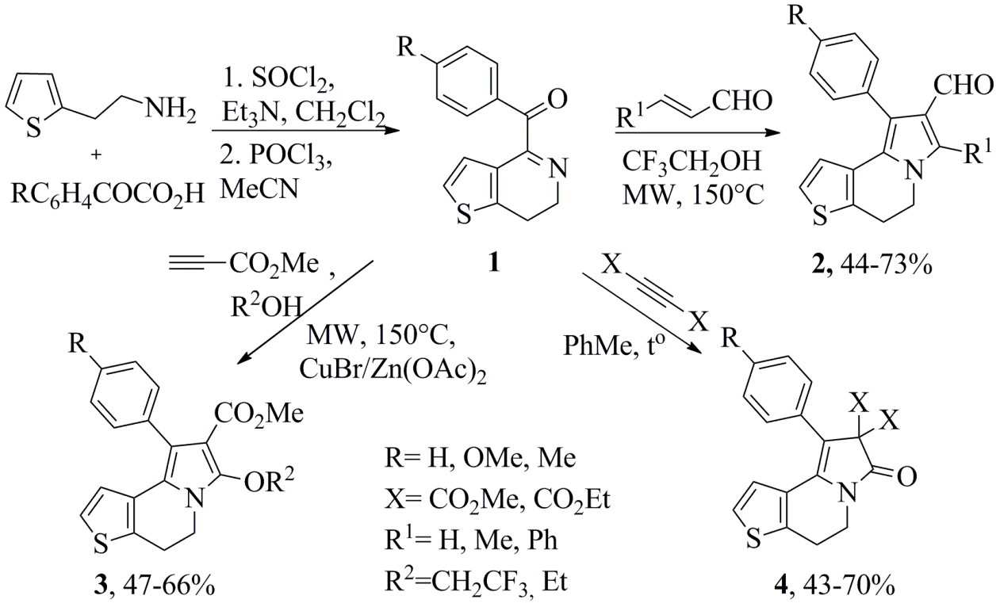 S
NH₂
+
RC₆H₄COCO₂H
1. SOCl₂,
Et₃N, CH₂Cl₂
2. POCl₃,
MeCN
R
O
N
S
1
R¹
CHO
CF₃CH₂OH
MW, 150°C
R
CHO
R¹
N
S
2, 44-73%
CO₂Me ,
R²OH
MW, 150°C,
CuBr/Zn(OAc)₂
X
X
PhMe, tº
R
CO₂Me
OR²
N
S
3, 47-66%
R= H, OMe, Me
X= CO₂Me, CO₂Et
R¹= H, Me, Ph
R²=CH₂CF₃, Et
R
X
X
O
N
S
4, 43-70%